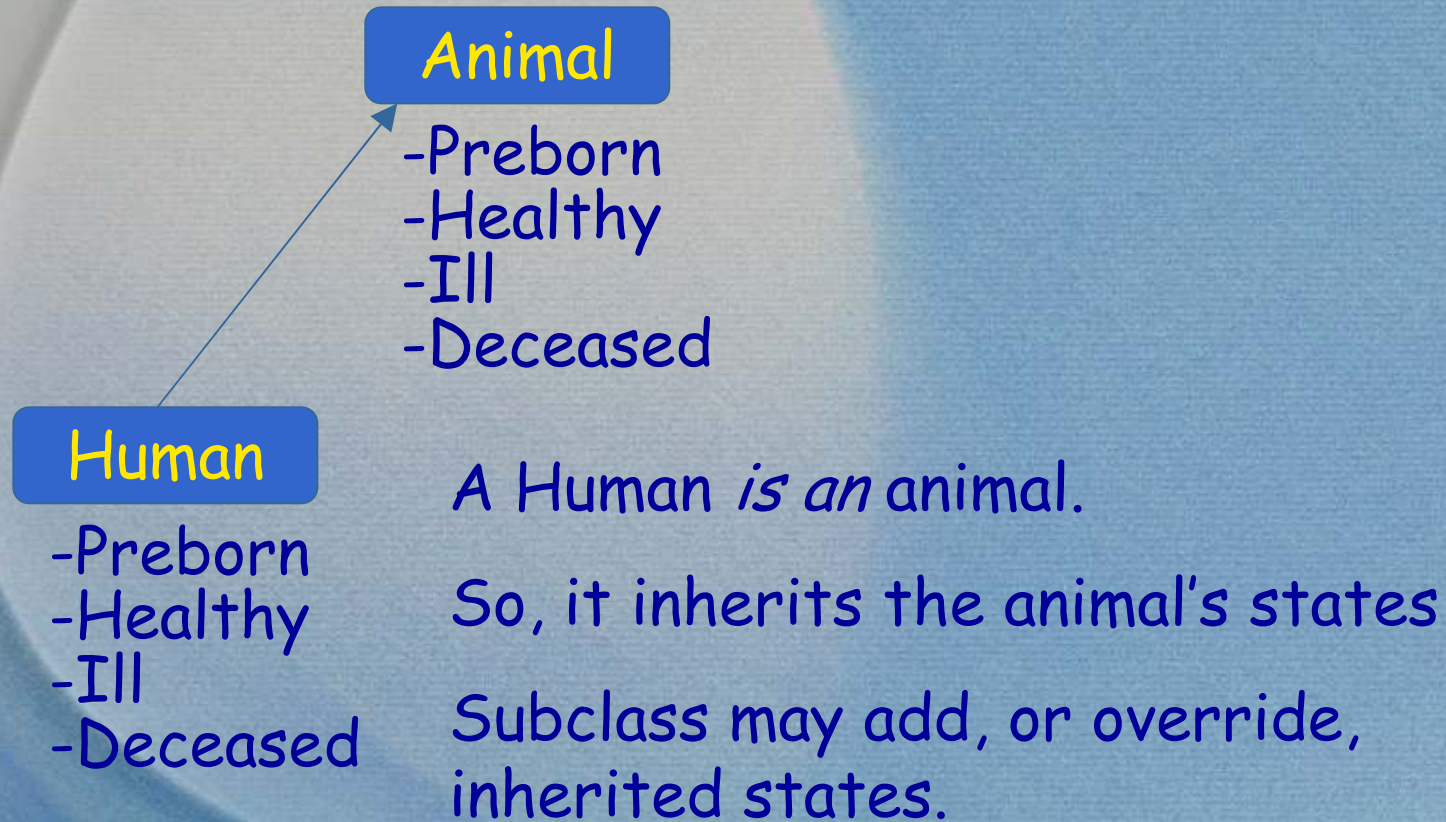 Animal
-Preborn
-Healthy
-Ill
-Deceased
Human
-Preborn
-Healthy
-Ill
-Deceased
A Human is an animal.
So, it inherits the animal’s states
Subclass may add, or override,
inherited states.